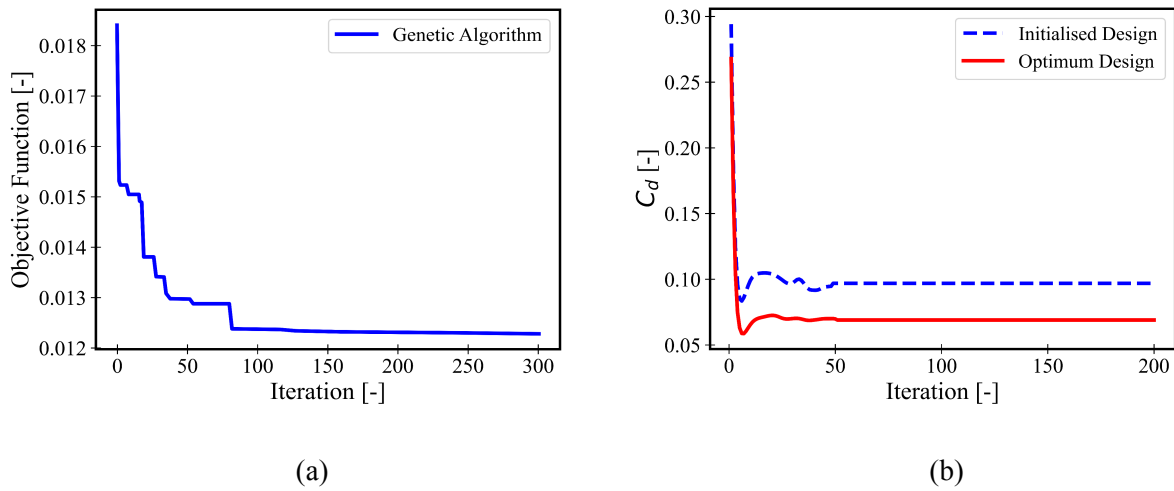 Objective Function [-]
0.018
0.017
0.016
0.015
0.014
0.013
0.012
Genetic Algorithm
0 50 100 150 200 250 300
Iteration [-]
(a)
C_d [-]
0.30
0.25
0.20
0.15
0.10
0.05
Initialised Design
Optimum Design
0 50 100 150 200
Iteration [-]
(b)